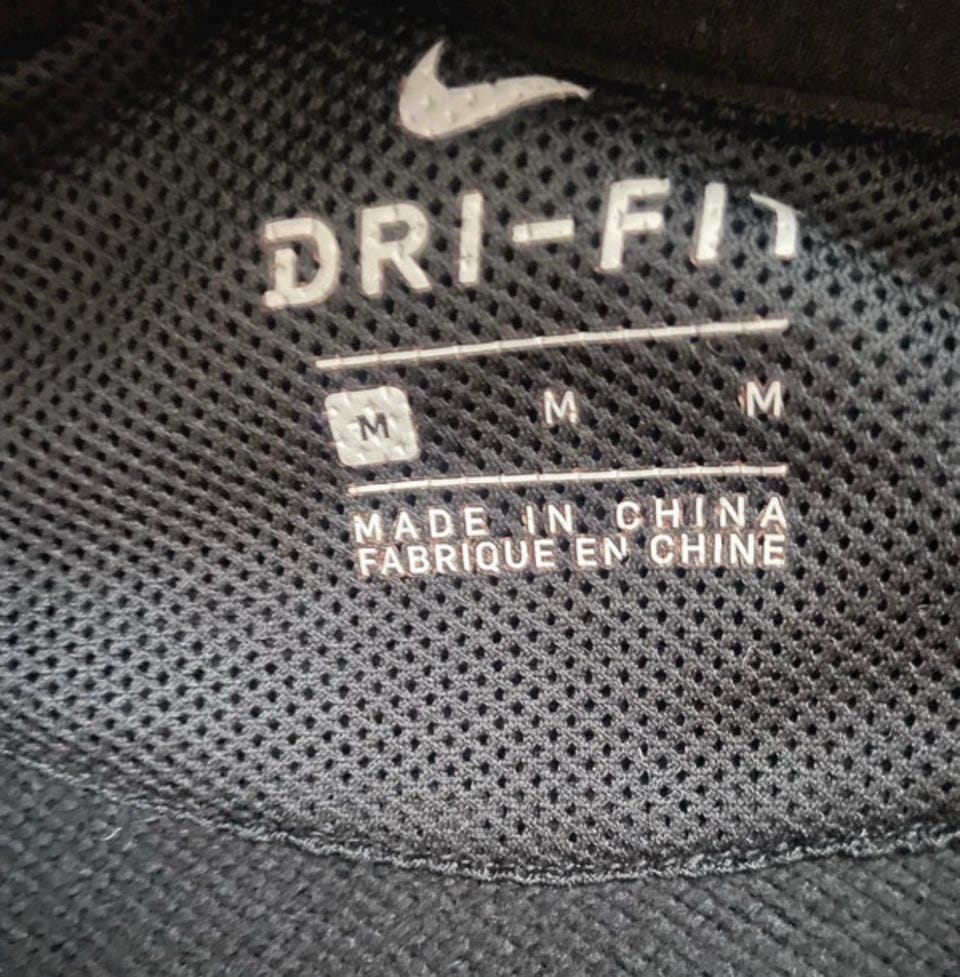 DRI-FIT
M M M
MADE IN CHINA
FABRIQUE EN CHINE